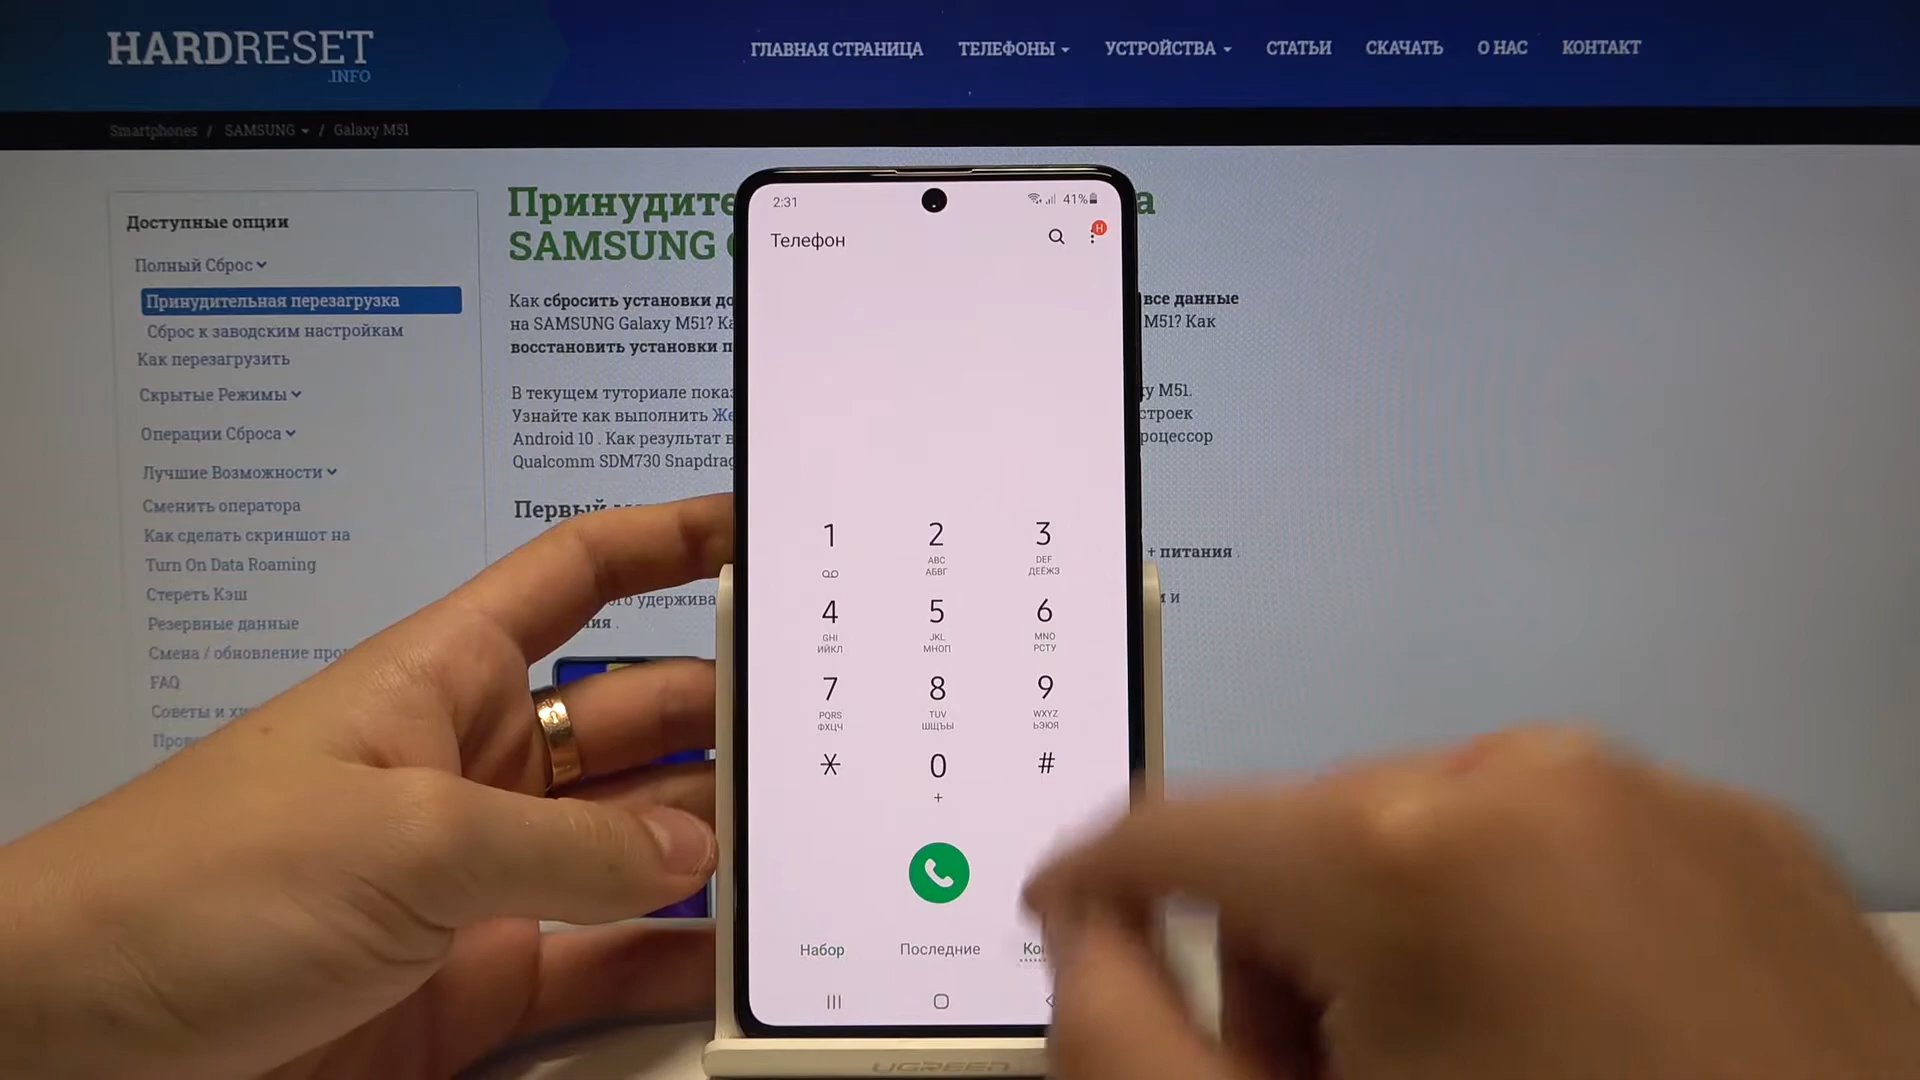 HARDRESET
.INFO
ГЛАВНАЯ СТРАНИЦА
ТЕЛЕФОНЫ
УСТРОЙСТВА
СТАТЬИ
СКАЧАТЬ
О НАС
КОНТАКТ
Smartphones / SAMSUNG / Galaxy M51
Доступные опции
Полный Сброс
Принудительная перезагрузка
Сброс к заводским настройкам
Как перезагрузить
Скрытые Режимы
Операции Сброса
Лучшие Возможности
Сменить оператора
Как сделать скриншот на
Turn On Data Roaming
Стереть Кэш
Резервные данные
Смена / обновление
FAQ
Советы и
SAMSUNG
Как сбросить установки все данные
на SAMSUNG Galaxy M51? M51? Как
восстановить установки
В текущем туториале M51.
Узнайте как выполнить
Android 10 . Как результат
Qualcomm SDM730
+ питания .
2:31
41%
Телефон
Н
1
2
ABC
АБВГ
3
DEF
ДЕЁЖЗ
4
GHI
ИЙКЛ
5
JKL
МНОП
6
MNO
РСТУ
7
PQRS
ФХЦЧ
8
TUV
ШЩЪЫ
9
WXYZ
ЬЭЮЯ
*
0
+
#
Набор
Последние
UGREEN